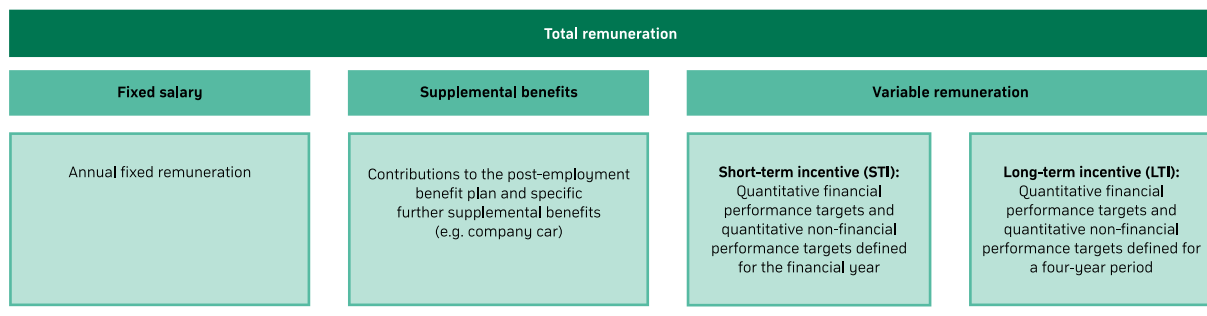 Total remuneration
Fixed salary
Supplemental benefits
Variable remuneration
Annual fixed remuneration
Contributions to the post-employment
benefit plan and specific
further supplemental benefits
(e.g. company car)
Short-term incentive (STI):
Quantitative financial
performance targets and
quantitative non-financial
performance targets defined
for the financial year
Long-term incentive (LTI):
Quantitative financial
performance targets and
quantitative non-financial
performance targets defined for
a four-year period